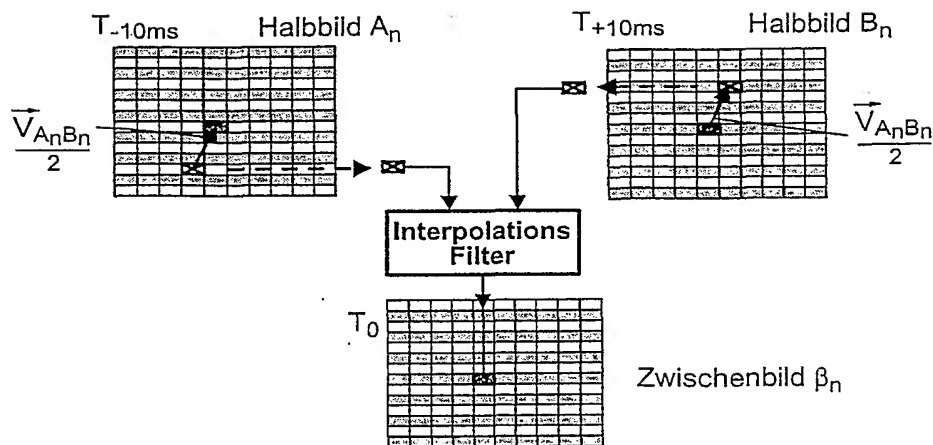 T-10ms
Halbbild An
T+10ms
Halbbild Bn
VAnBn
2
VAnBn
2
Interpolations
Filter
T0
Zwischenbild βn